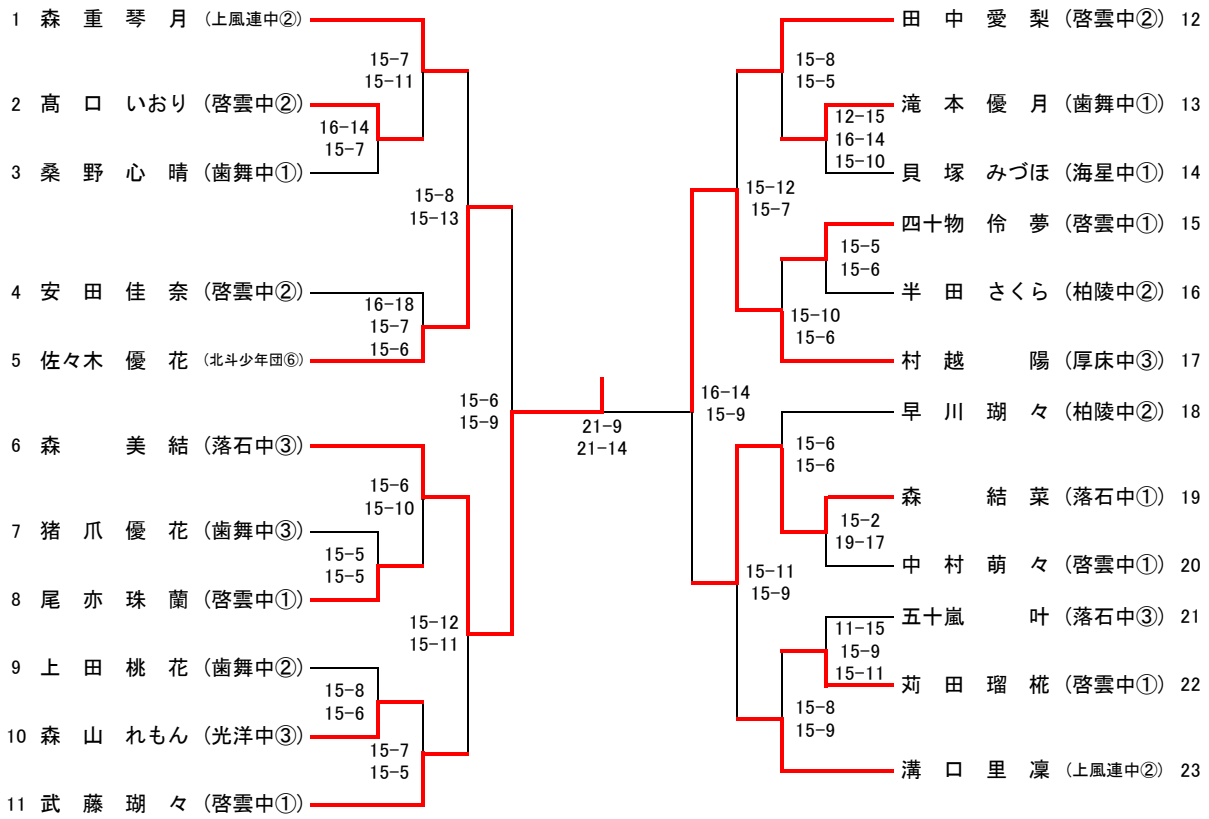 1 森 重 琴 月 (上風連中②)
15-7
15-11
2 髙 口 いおり (啓雲中②)
16-14
15-7
3 桑 野 心 晴 (歯舞中①)
15-8
15-13
4 安 田 佳 奈 (啓雲中②)
16-18
15-7
15-6
5 佐々木 優 花 (北斗少年団⑥)
15-6
15-9
6 森 美 結 (落石中③)
15-6
15-10
7 猪 爪 優 花 (歯舞中③)
15-5
15-5
8 尾 亦 珠 蘭 (啓雲中①)
15-12
15-11
9 上 田 桃 花 (歯舞中②)
15-8
15-6
10 森 山 れもん (光洋中③)
15-7
15-5
11 武 藤 瑚 々 (啓雲中①)
21-9
21-14
田 中 愛 梨 (啓雲中②) 12
15-8
15-5
滝 本 優 月 (歯舞中①) 13
12-15
16-14
15-10
貝 塚 みづほ (海星中①) 14
15-12
15-7
四十物 伶 夢 (啓雲中①) 15
15-5
15-6
半 田 さくら (柏陵中②) 16
15-10
15-6
村 越 陽 (厚床中③) 17
16-14
15-9
早 川 瑚 々 (柏陵中②) 18
15-6
15-6
森 結 菜 (落石中①) 19
15-2
19-17
中 村 萌 々 (啓雲中①) 20
15-11
15-9
五十嵐 叶 (落石中③) 21
11-15
15-9
15-11
苅 田 瑠 椛 (啓雲中①) 22
15-8
15-9
溝 口 里 凜 (上風連中②) 23